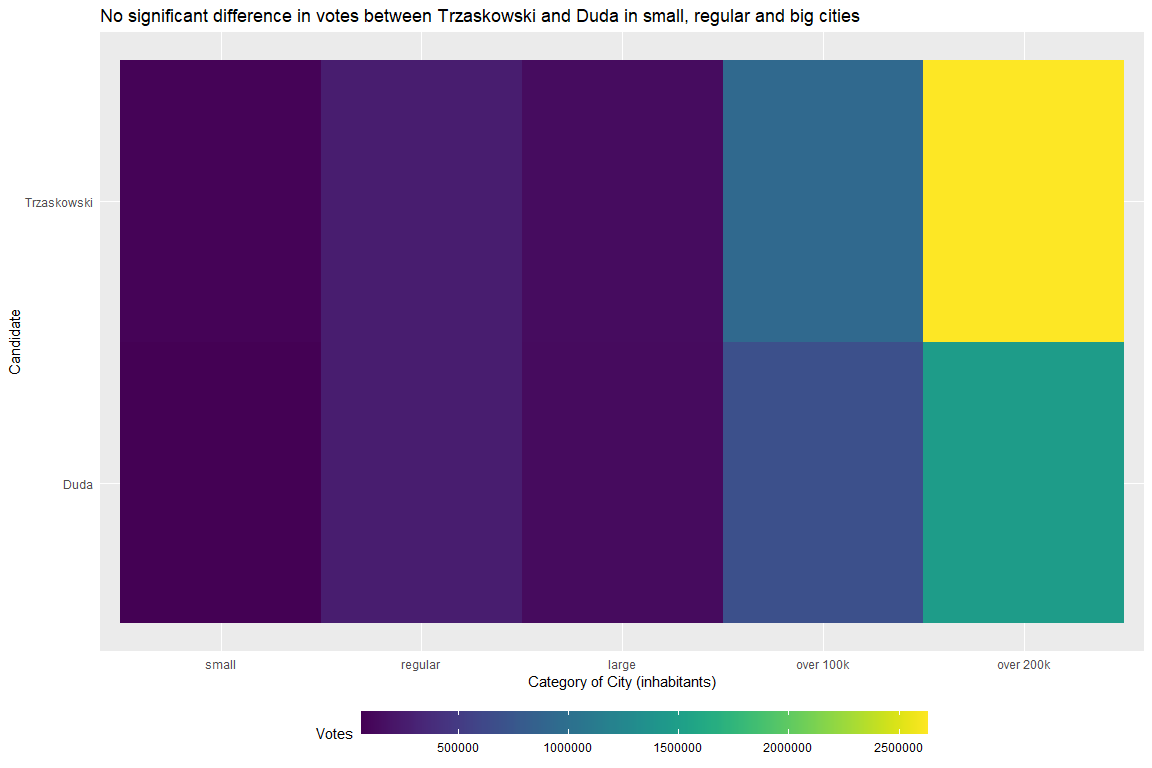 No significant difference in votes between Trzaskowski and Duda in small, regular and big cities
Candidate
Trzaskowski
Duda
small regular large over 100k over 200k
Category of City (inhabitants)
Votes
500000 1000000 1500000 2000000 2500000